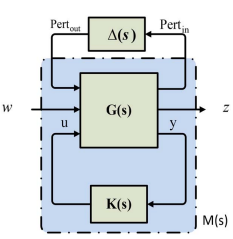 Pert_out Δ(s) Pert_in
w G(s) z
u y
K(s)
M(s)